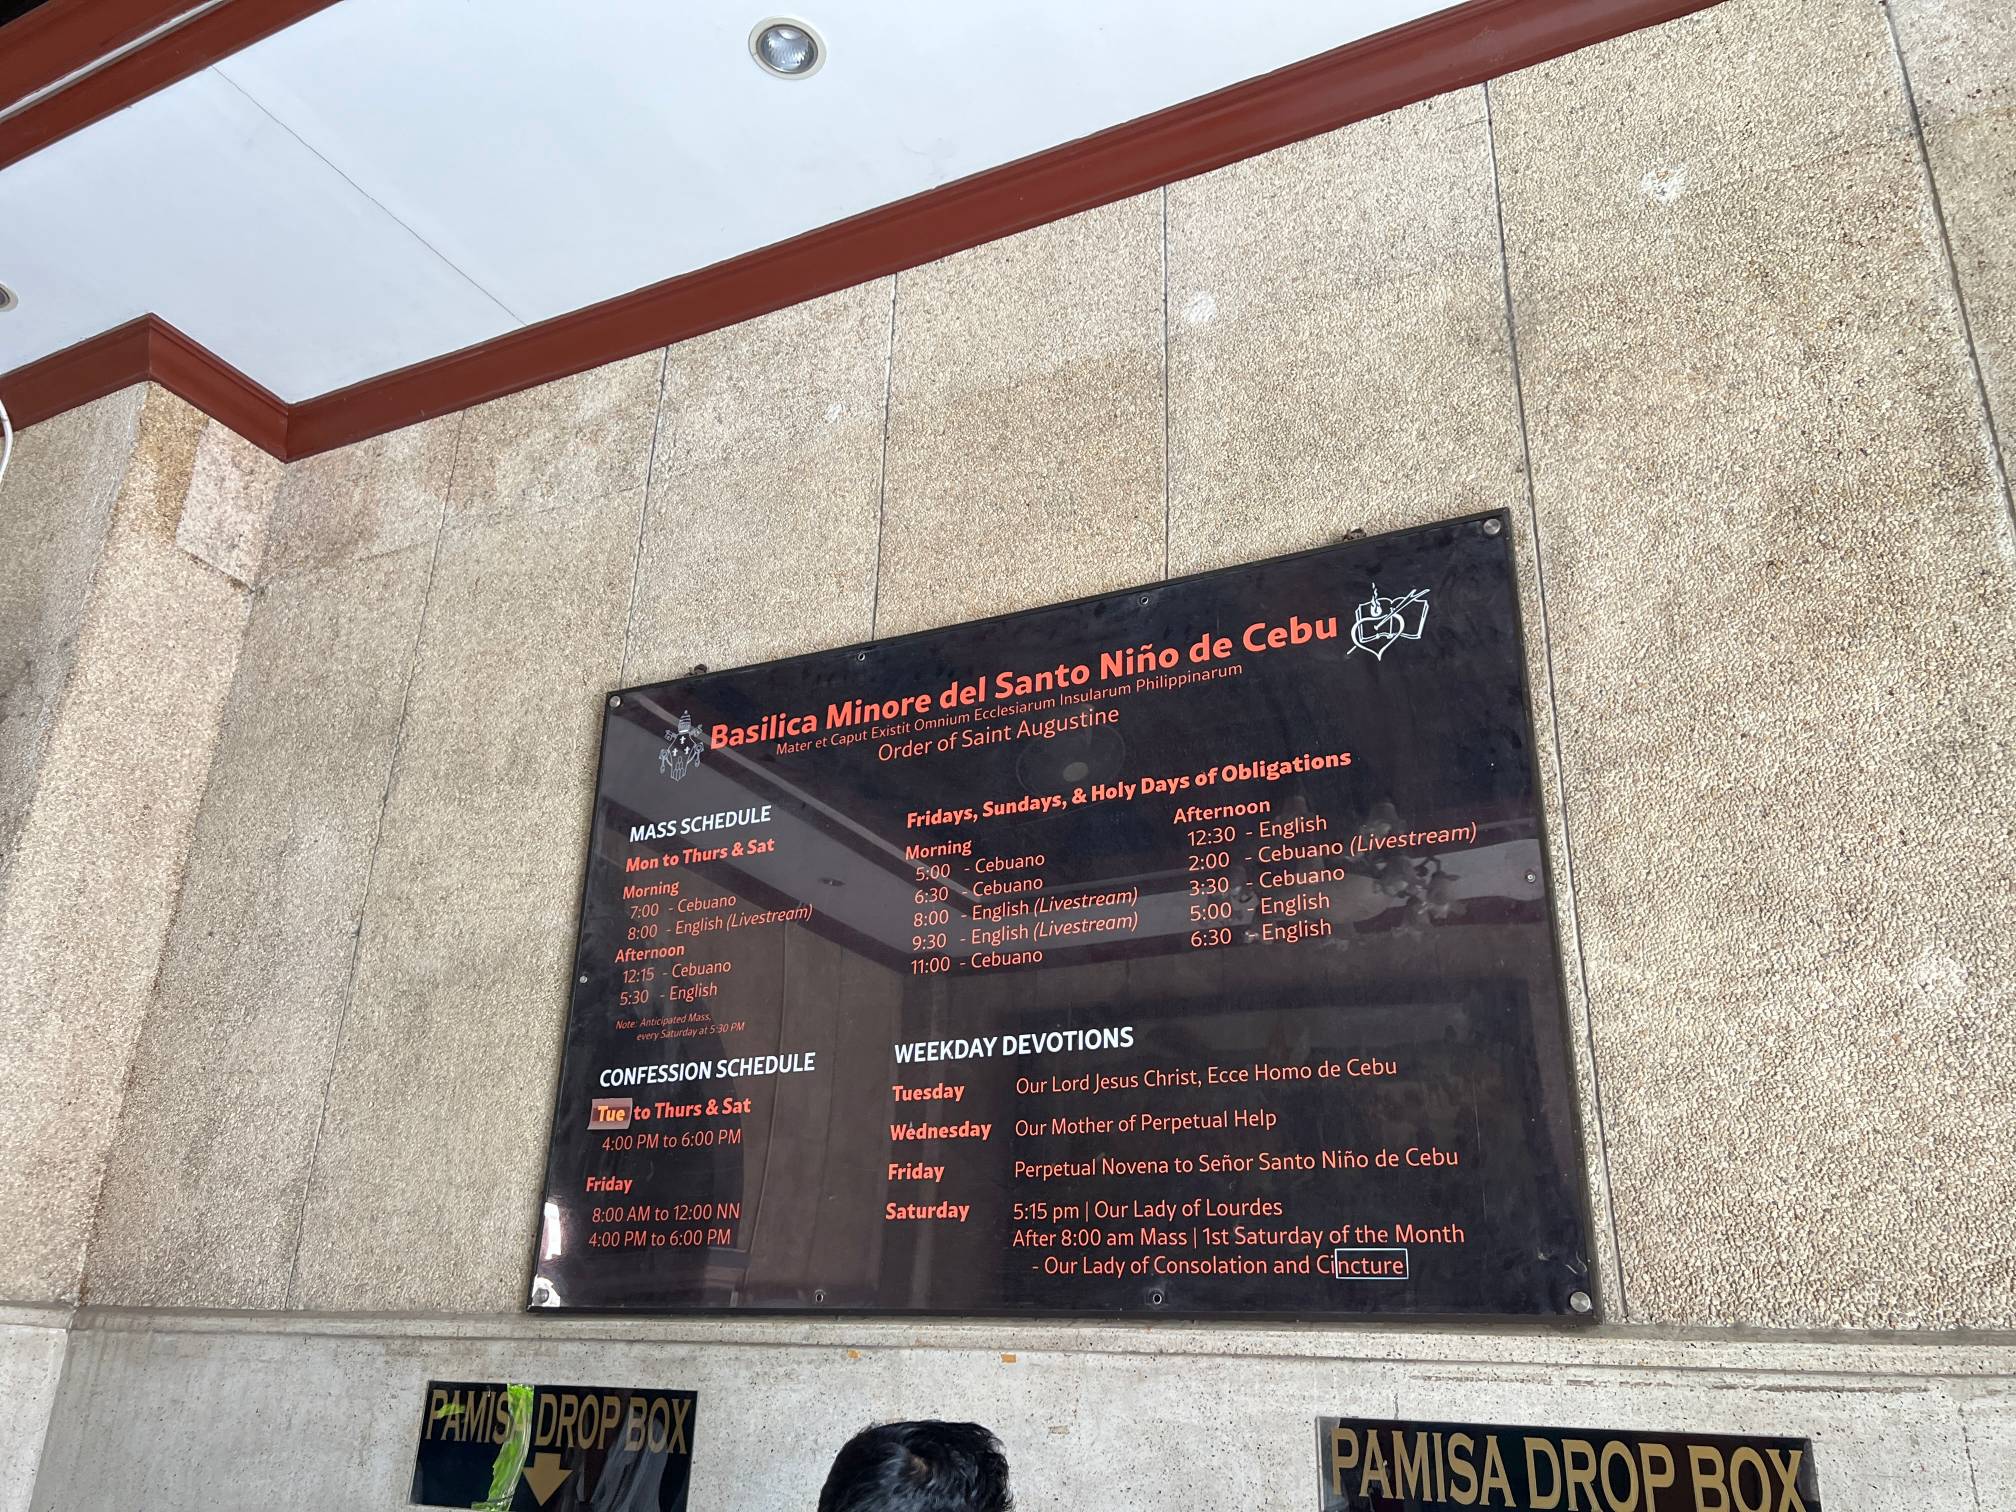 Basilica Minore del Santo Niño de Cebu
Mater et Caput Existit Omnium Ecclesiarum Insularum Philippinarum
Order of Saint Augustine
MASS SCHEDULE
Mon to Thurs & Sat
Morning
7:00 - Cebuano
8:00 - English (Livestream)
Afternoon
12:15 - Cebuano
5:30 - English
Note: Anticipated Mass,
every Saturday at 5:30 PM
Fridays, Sundays, & Holy Days of Obligations
Morning
5:00 - Cebuano
6:30 - Cebuano
8:00 - English (Livestream)
9:30 - English (Livestream)
11:00 - Cebuano
Afternoon
12:30 - English
2:00 - Cebuano (Livestream)
3:30 - Cebuano
5:00 - English
6:30 - English
CONFESSION SCHEDULE
Tue to Thurs & Sat
4:00 PM to 6:00 PM
Friday
8:00 AM to 12:00 NN
4:00 PM to 6:00 PM
WEEKDAY DEVOTIONS
Tuesday Our Lord Jesus Christ, Ecce Homo de Cebu
Wednesday Our Mother of Perpetual Help
Friday Perpetual Novena to Señor Santo Niño de Cebu
Saturday 5:15 pm | Our Lady of Lourdes
After 8:00 am Mass | 1st Saturday of the Month
- Our Lady of Consolation and Cincture
PAMISA DROP BOX
PAMISA DROP BOX